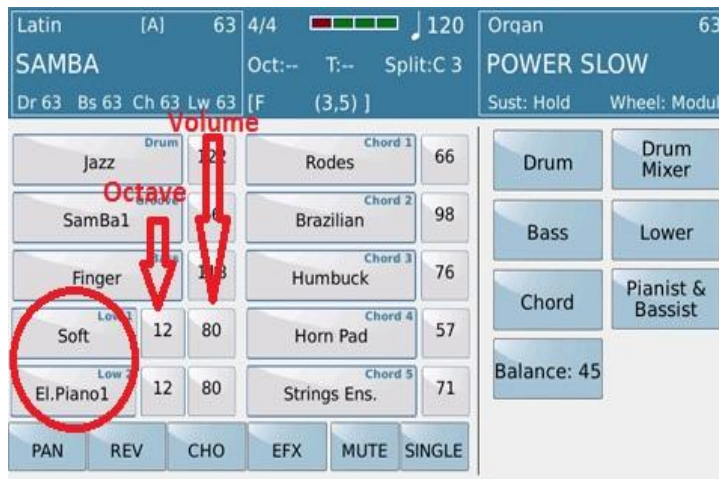 Latin [A] 63
SAMBA
Dr 63 Bs 63 Ch 63 Lw 63
4/4 120
Oct:-- T:-- Split:C 3
[F (3,5) ]
Organ 63
POWER SLOW
Sust: Hold Wheel: Modul
Volume
Octave
Drum
Jazz 122
Groove
SamBa1
Bass
Finger
Low 1
Soft 12 80
Low 2
El.Piano1 12 80
Chord 1
Rodes 66
Chord 2
Brazilian 98
Chord 3
Humbuck 76
Chord 4
Horn Pad 57
Chord 5
Strings Ens. 71
Drum
Drum
Mixer
Bass
Lower
Chord
Pianist &
Bassist
Balance: 45
PAN REV CHO EFX MUTE SINGLE